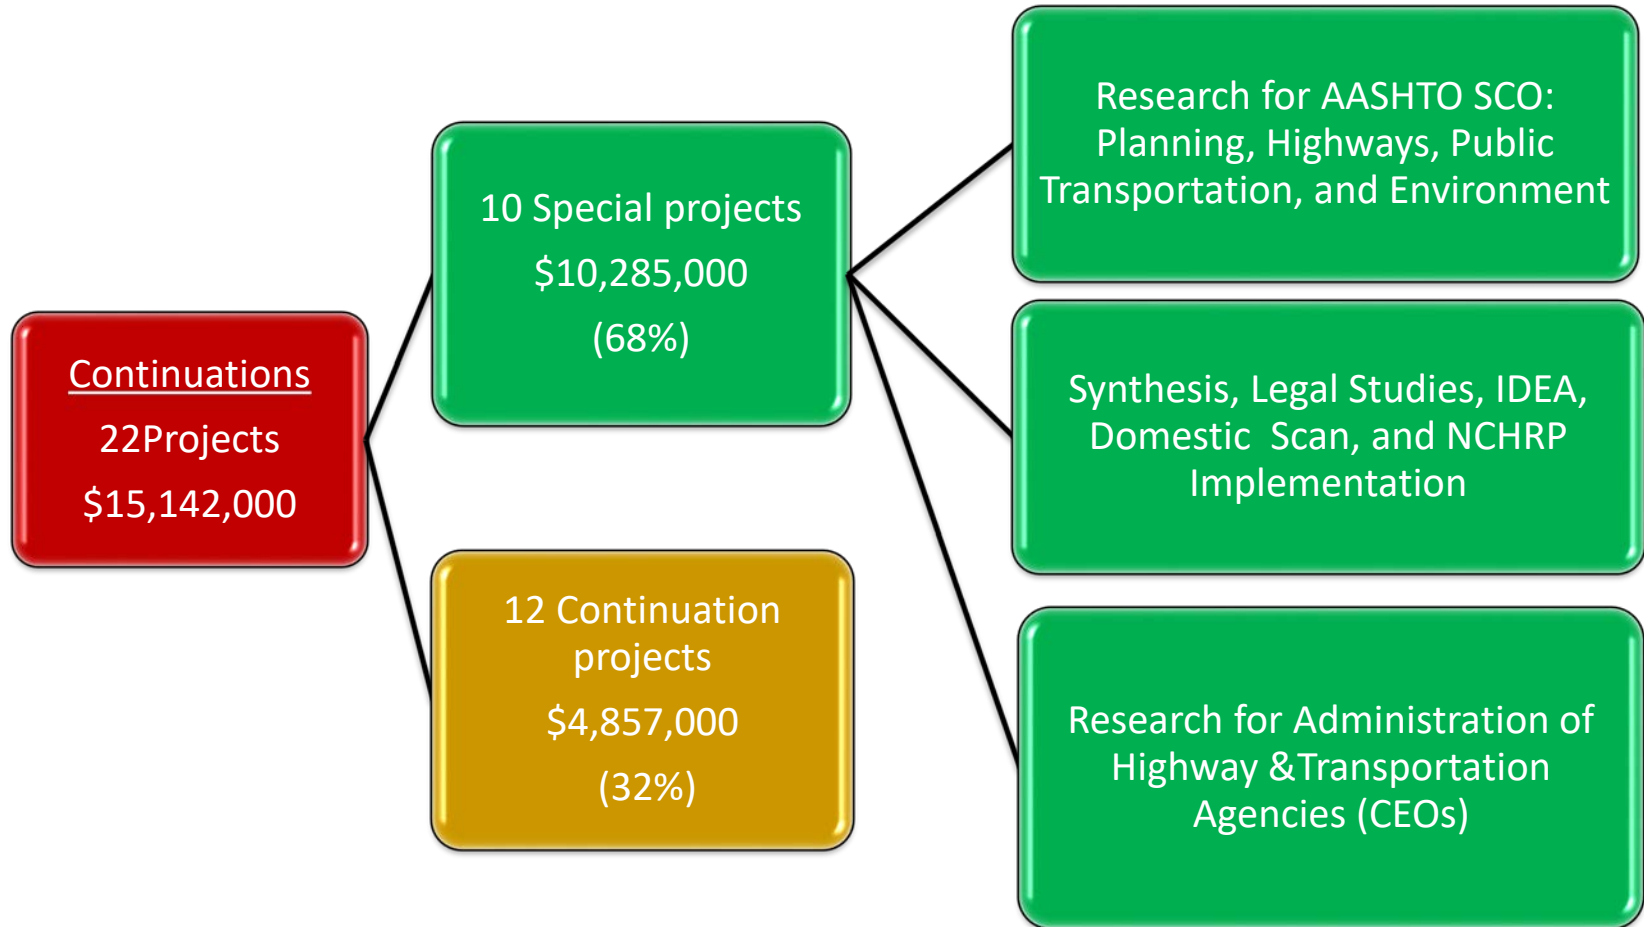 Continuations
22Projects
$15,142,000
10 Special projects
$10,285,000
(68%)
12 Continuation
projects
$4,857,000
(32%)
Research for AASHTO SCO:
Planning, Highways, Public
Transportation, and Environment
Synthesis, Legal Studies, IDEA,
Domestic  Scan, and NCHRP
Implementation
Research for Administration of
Highway &Transportation
Agencies (CEOs)